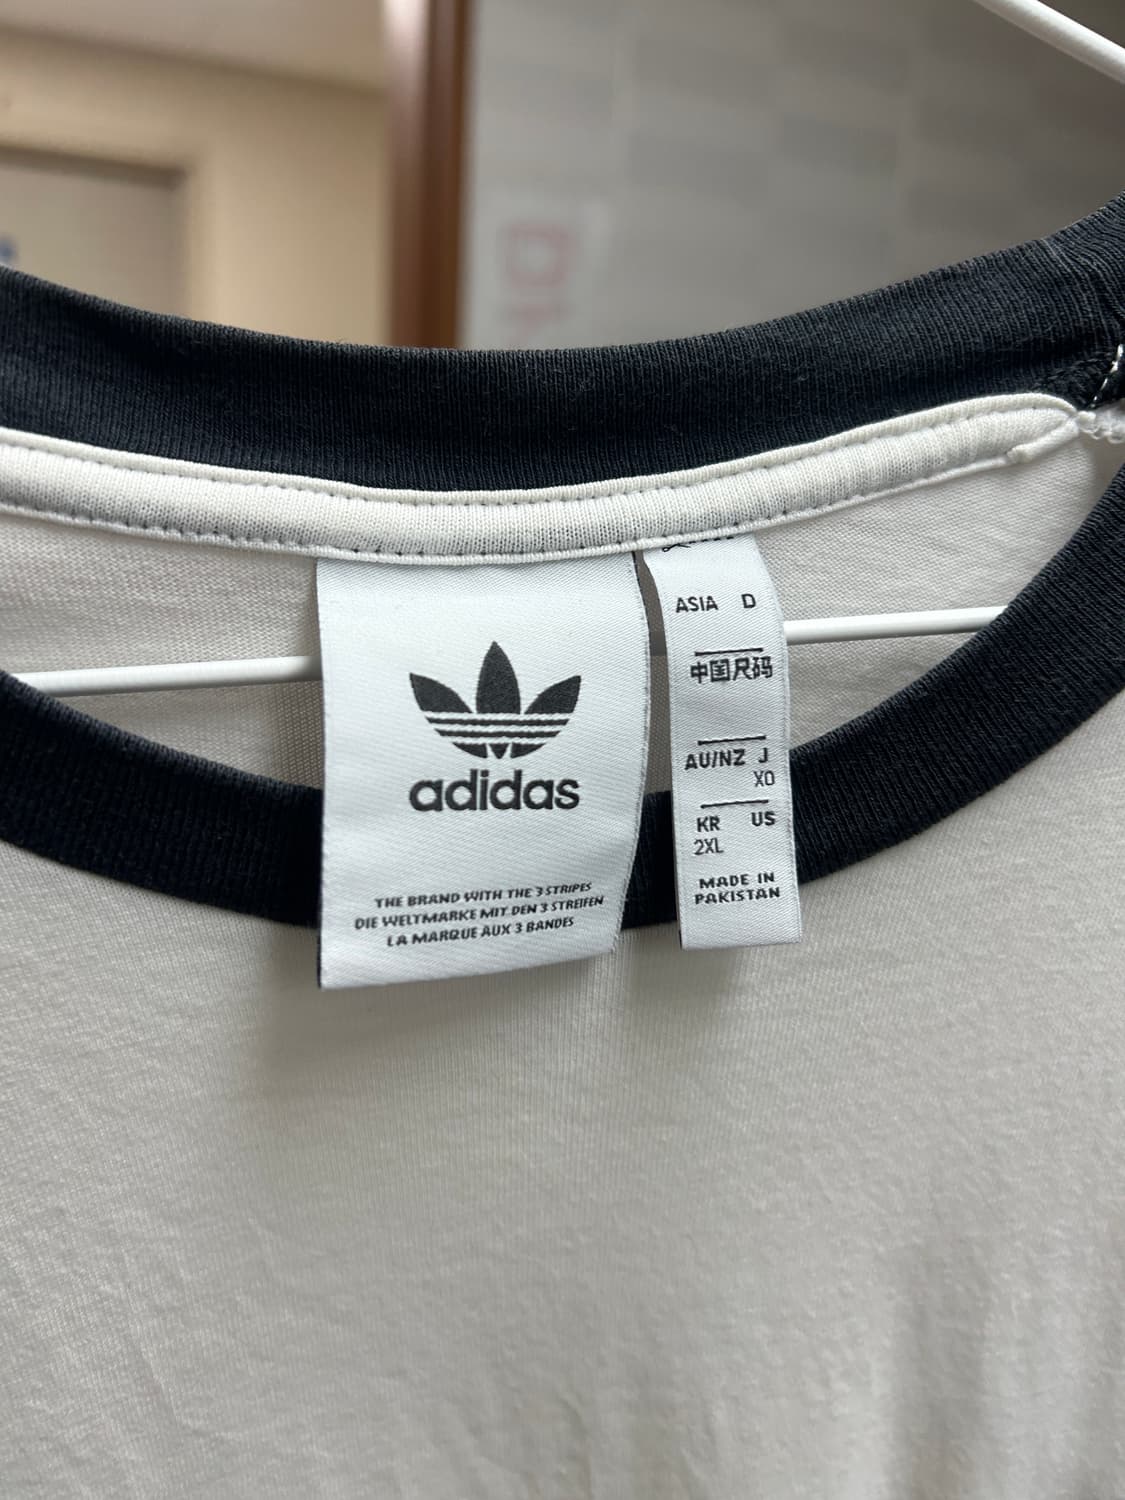 adidas
THE BRAND WITH THE 3 STRIPES
DIE WELTMARKE MIT DEN 3 STREIFEN
LA MARQUE AUX 3 BANDES
ASIA D
中国尺码
AU/NZ J
XO
KR US
2XL
MADE IN
PAKISTAN